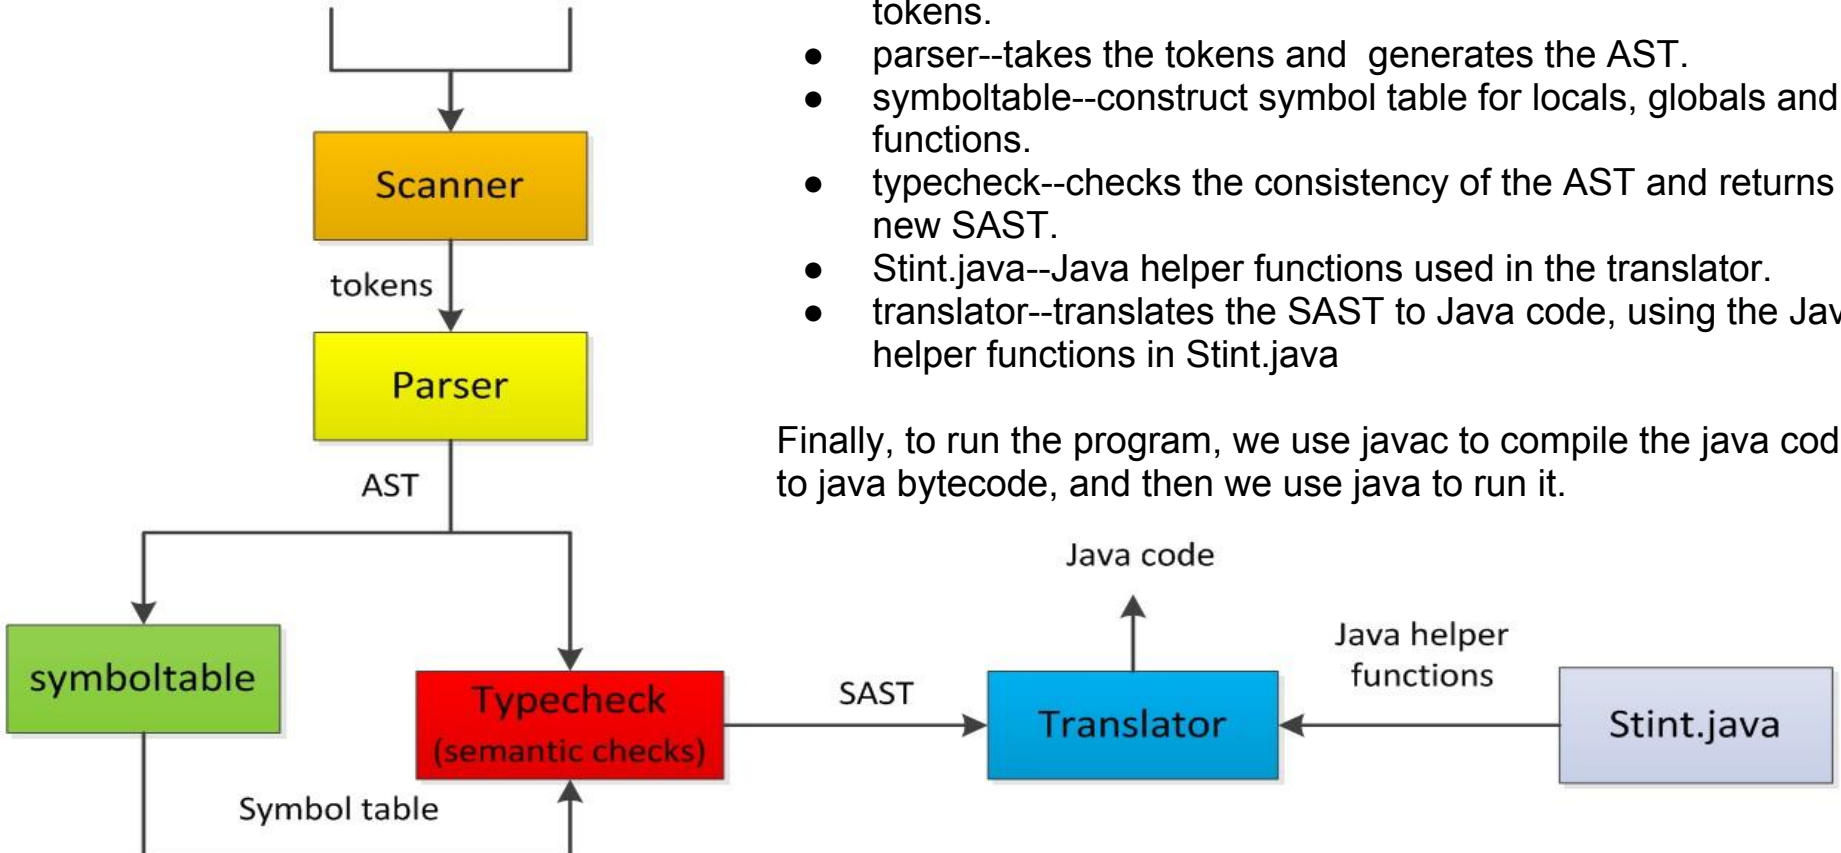 tokens.
● parser--takes the tokens and generates the AST.
● symboltable--construct symbol table for locals, globals and
functions.
● typecheck--checks the consistency of the AST and returns
new SAST.
● Stint.java--Java helper functions used in the translator.
● translator--translates the SAST to Java code, using the
helper functions in Stint.java
Finally, to run the program, we use javac to compile the java
to java bytecode, and then we use java to run it.
Scanner
tokens
Parser
AST
symboltable
Typecheck
(semantic checks)
Symbol table
SAST
Java code
Translator
Java helper
functions
Stint.java